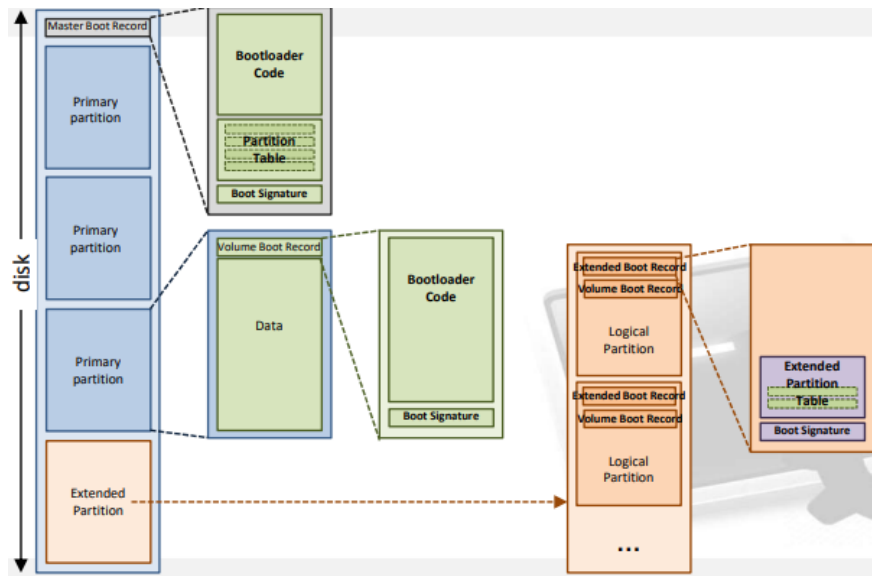 disk
Master Boot Record
Primary
partition
Primary
partition
Primary
partition
Extended
Partition
Bootloader
Code
Partition
Table
Boot Signature
Volume Boot Record
Data
Bootloader
Code
Boot Signature
Extended Boot Record
Volume Boot Record
Logical
Partition
Extended Boot Record
Volume Boot Record
Logical
Partition
...
Extended
Partition
Table
Boot Signature